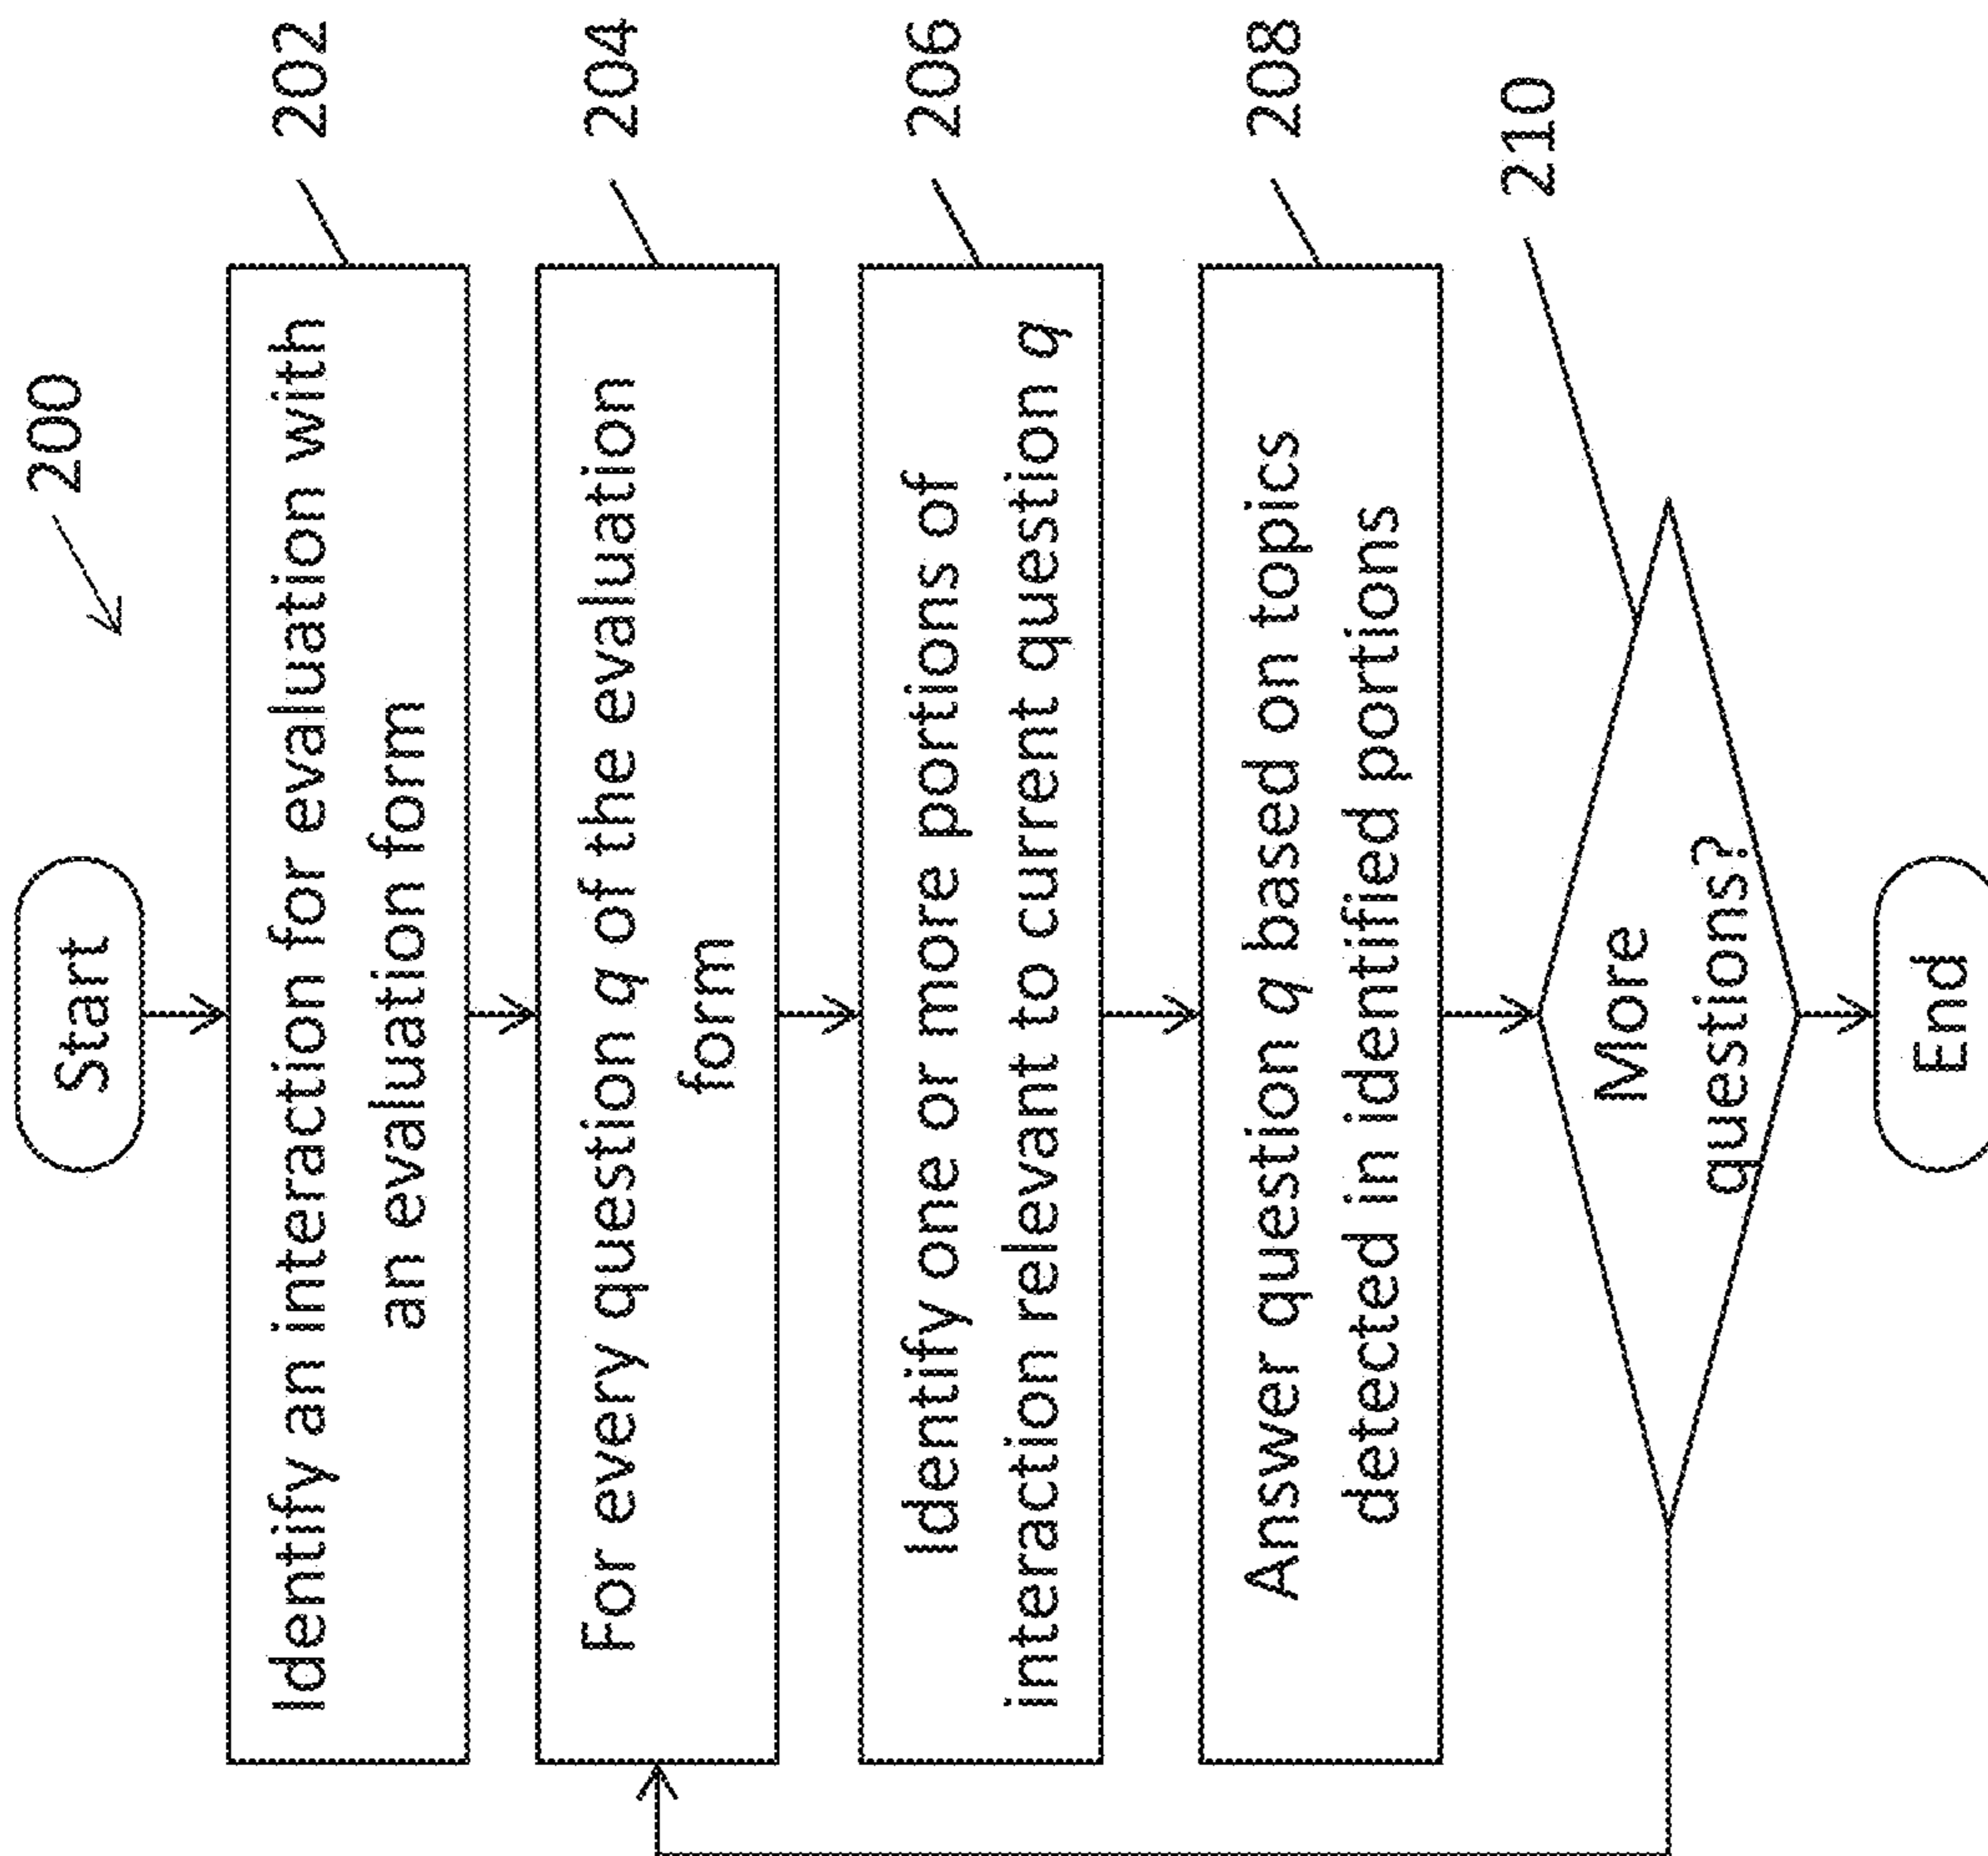 200
Start
Identify an interaction for evaluation with
an evaluation form
202
For every question q of the evaluation
form
204
Identify one or more portions of
interaction relevant to current question q
206
Answer question q based on topics
detected in identified portions
208
More
questions?
210
End